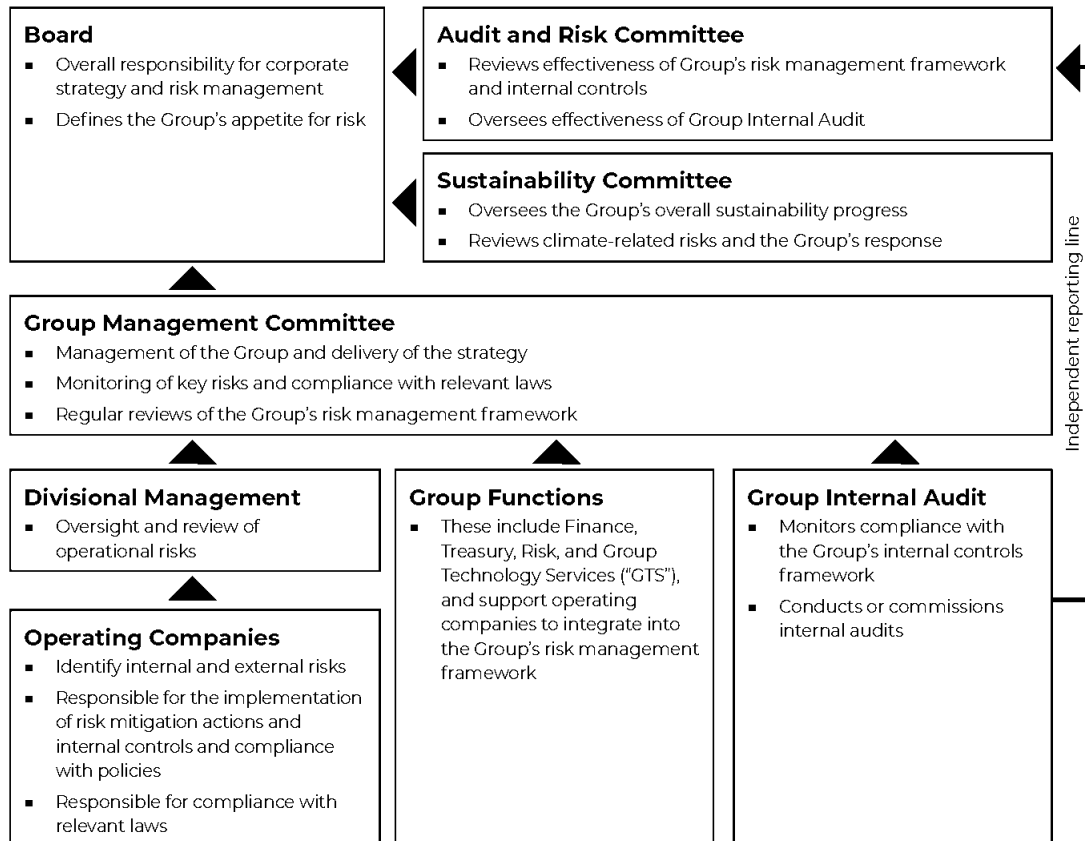 Board
▪ Overall responsibility for corporate
strategy and risk management
▪ Defines the Group's appetite for risk
Audit and Risk Committee
▪ Reviews effectiveness of Group's risk management framework
and internal controls
▪ Oversees effectiveness of Group Internal Audit
Sustainability Committee
▪ Oversees the Group's overall sustainability progress
▪ Reviews climate-related risks and the Group's response
Independent reporting line
Group Management Committee
▪ Management of the Group and delivery of the strategy
▪ Monitoring of key risks and compliance with relevant laws
▪ Regular reviews of the Group's risk management framework
Divisional Management
▪ Oversight and review of
operational risks
Operating Companies
▪ Identify internal and external risks
▪ Responsible for the implementation
of risk mitigation actions and
internal controls and compliance
with policies
▪ Responsible for compliance with
relevant laws
Group Functions
▪ These include Finance,
Treasury, Risk, and Group
Technology Services ("GTS"),
and support operating
companies to integrate into
the Group's risk management
framework
Group Internal Audit
▪ Monitors compliance with
the Group's internal controls
framework
▪ Conducts or commissions
internal audits